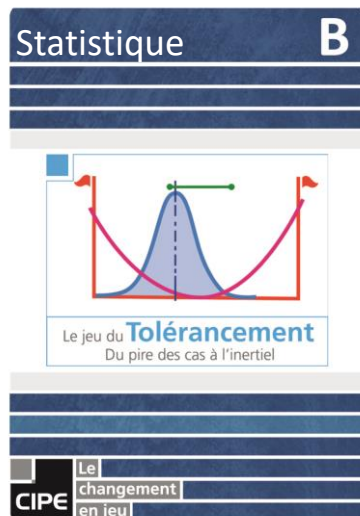 Statistique B
Le jeu du Tolérancement
Du pire des cas à l'inertiel
CIPE
Le
changement
en jeu